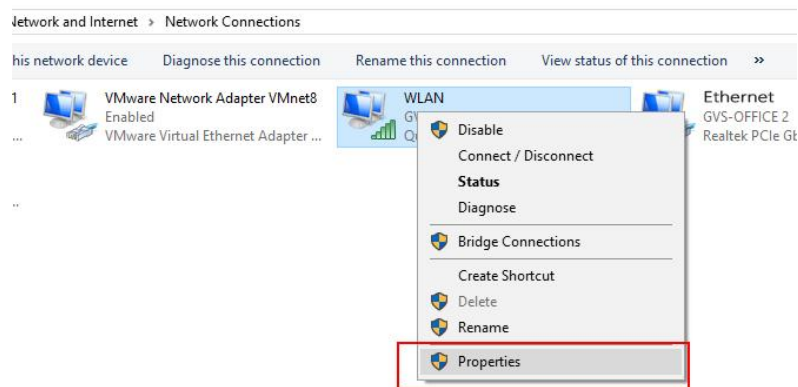 Network and Internet > Network Connections
his network device Diagnose this connection Rename this connection View status of this connection »
1 VMware Network Adapter VMnet8 WLAN Ethernet
Enabled GVS-OFFICE 2
... VMware Virtual Ethernet Adapter ... Realtek PCIe Gb
Disable
Connect / Disconnect
Status
Diagnose
..
Bridge Connections
Create Shortcut
Delete
Rename
Properties